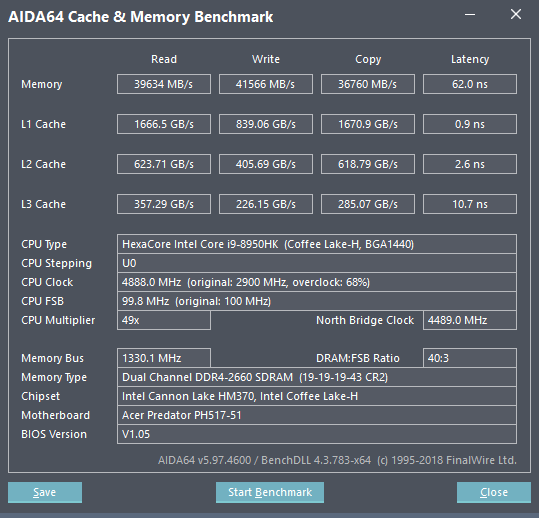 AIDA64 Cache & Memory Benchmark
Read Write Copy Latency
Memory 39634 MB/s 41566 MB/s 36760 MB/s 62.0 ns
L1 Cache 1666.5 GB/s 839.06 GB/s 1670.9 GB/s 0.9 ns
L2 Cache 623.71 GB/s 405.69 GB/s 618.79 GB/s 2.6 ns
L3 Cache 357.29 GB/s 226.15 GB/s 285.07 GB/s 10.7 ns
CPU Type HexaCore Intel Core i9-8950HK (Coffee Lake-H, BGA1440)
CPU Stepping U0
CPU Clock 4888.0 MHz (original: 2900 MHz, overclock: 68%)
CPU FSB 99.8 MHz (original: 100 MHz)
CPU Multiplier 49x North Bridge Clock 4489.0 MHz
Memory Bus 1330.1 MHz DRAM:FSB Ratio 40:3
Memory Type Dual Channel DDR4-2660 SDRAM (19-19-19-43 CR2)
Chipset Intel Cannon Lake HM370, Intel Coffee Lake-H
Motherboard Acer Predator PH517-51
BIOS Version V1.05
AIDA64 v5.97.4600 / BenchDLL 4.3.783-x64 (c) 1995-2018 FinalWire Ltd.
Save Start Benchmark Close